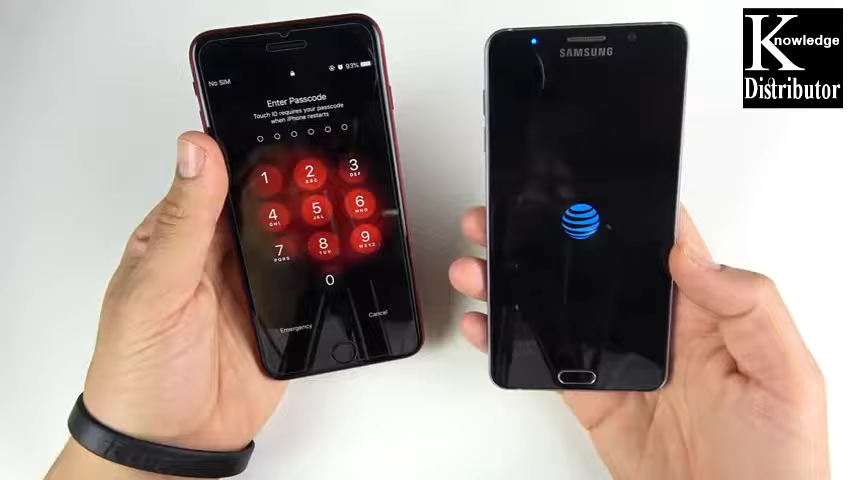 Knowledge
Distributor
SAMSUNG
No SIM
93%
Enter Passcode
Touch ID requires your passcode
when iPhone restarts
1
2
ABC
3
DEF
4
GHI
5
JKL
6
MNO
7
PQRS
8
TUV
9
WXYZ
0
Emergency
Cancel